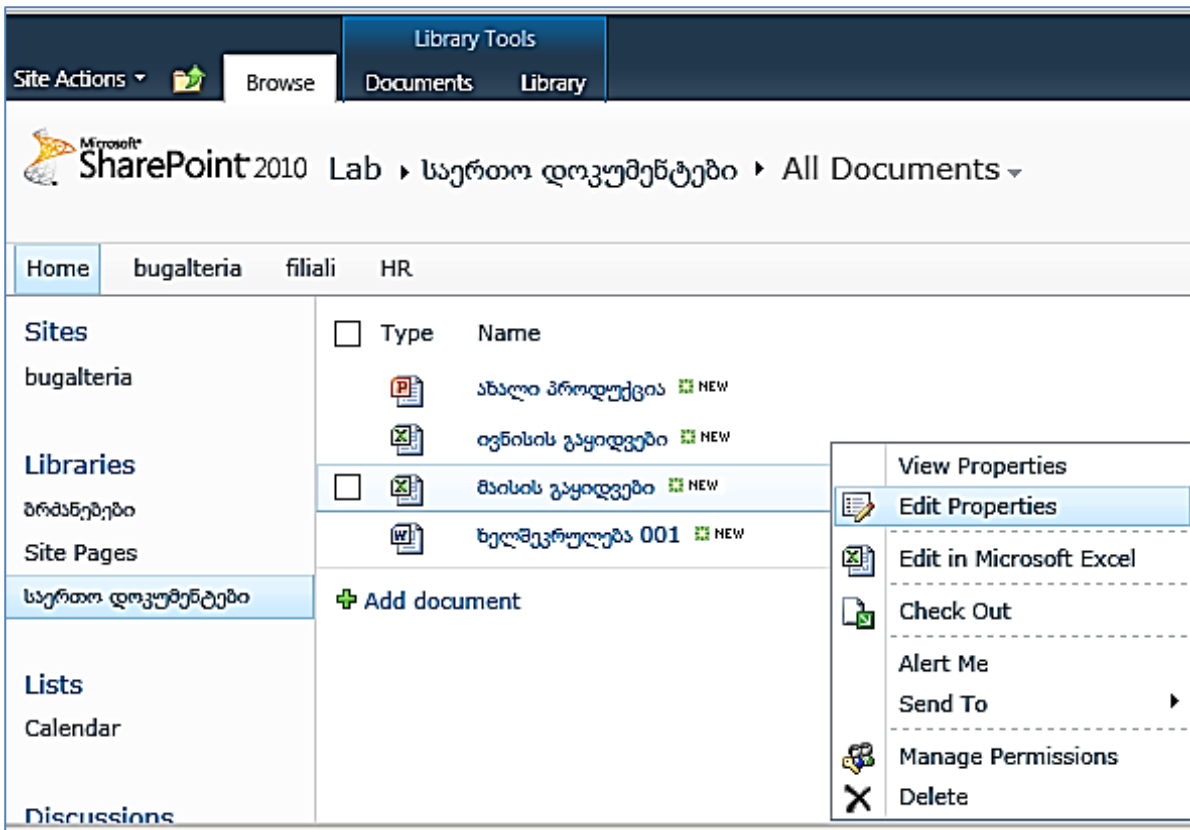 Library Tools
Site Actions Browse Documents Library
Microsoft
SharePoint 2010 Lab საერთო დოკუმენტები All Documents
Home bugalteria filiali HR
Sites
bugalteria
Libraries
ბრძანებები
Site Pages
საერთო დოკუმენტები
Lists
Calendar
Discussions
Type Name
ახალი პროდუქცია NEW
ივნისის გაყიდვები NEW
მაისის გაყიდვები NEW
ხელშეკრულება 001 NEW
Add document
View Properties
Edit Properties
Edit in Microsoft Excel
Check Out
Alert Me
Send To
Manage Permissions
Delete